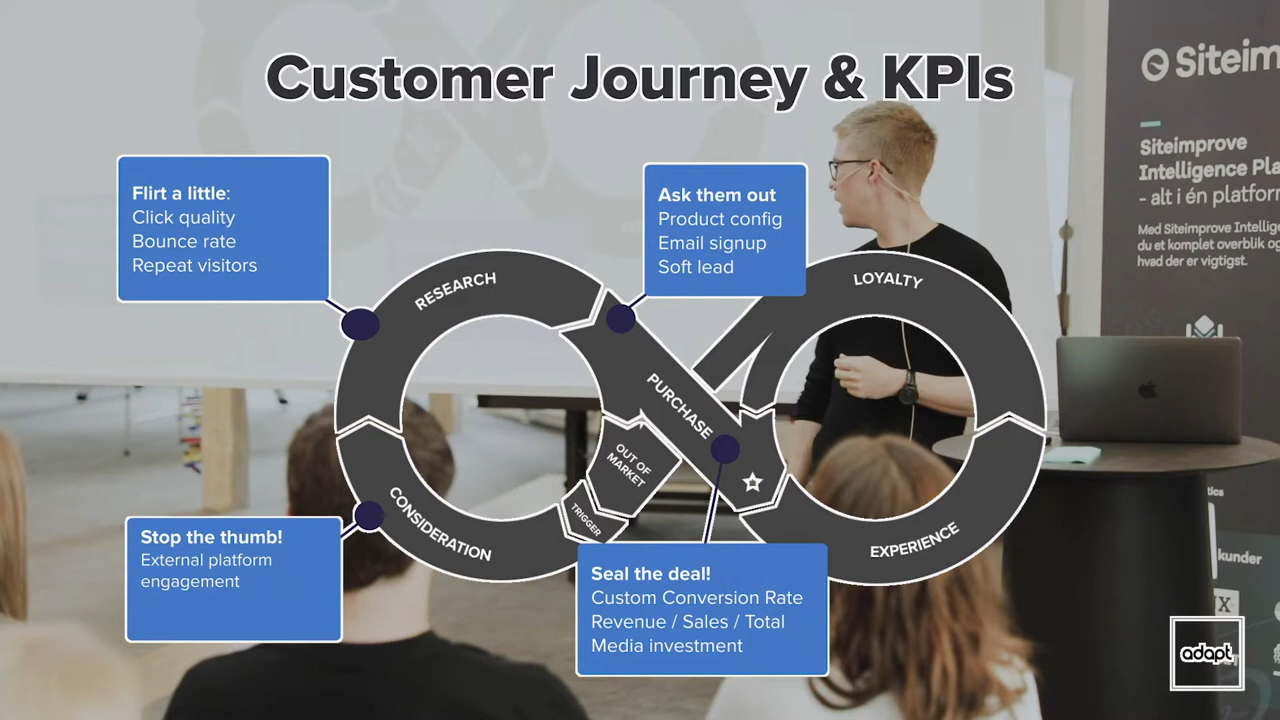 Customer Journey & KPIs
Flirt a little:
Click quality
Bounce rate
Repeat visitors
Ask them out
Product config
Email signup
Soft lead
RESEARCH
LOYALTY
PURCHASE
OUT OF
MARKET
TRIGGER
CONSIDERATION
EXPERIENCE
Stop the thumb!
External platform
engagement
Seal the deal!
Custom Conversion Rate
Revenue / Sales / Total
Media investment
Siteim
Siteimprove
Intelligence Pla
- alt i én platform
Med Siteimprove Intellige
du et komplet overblik og
hvad der er vigtigst.
kunder
adapt